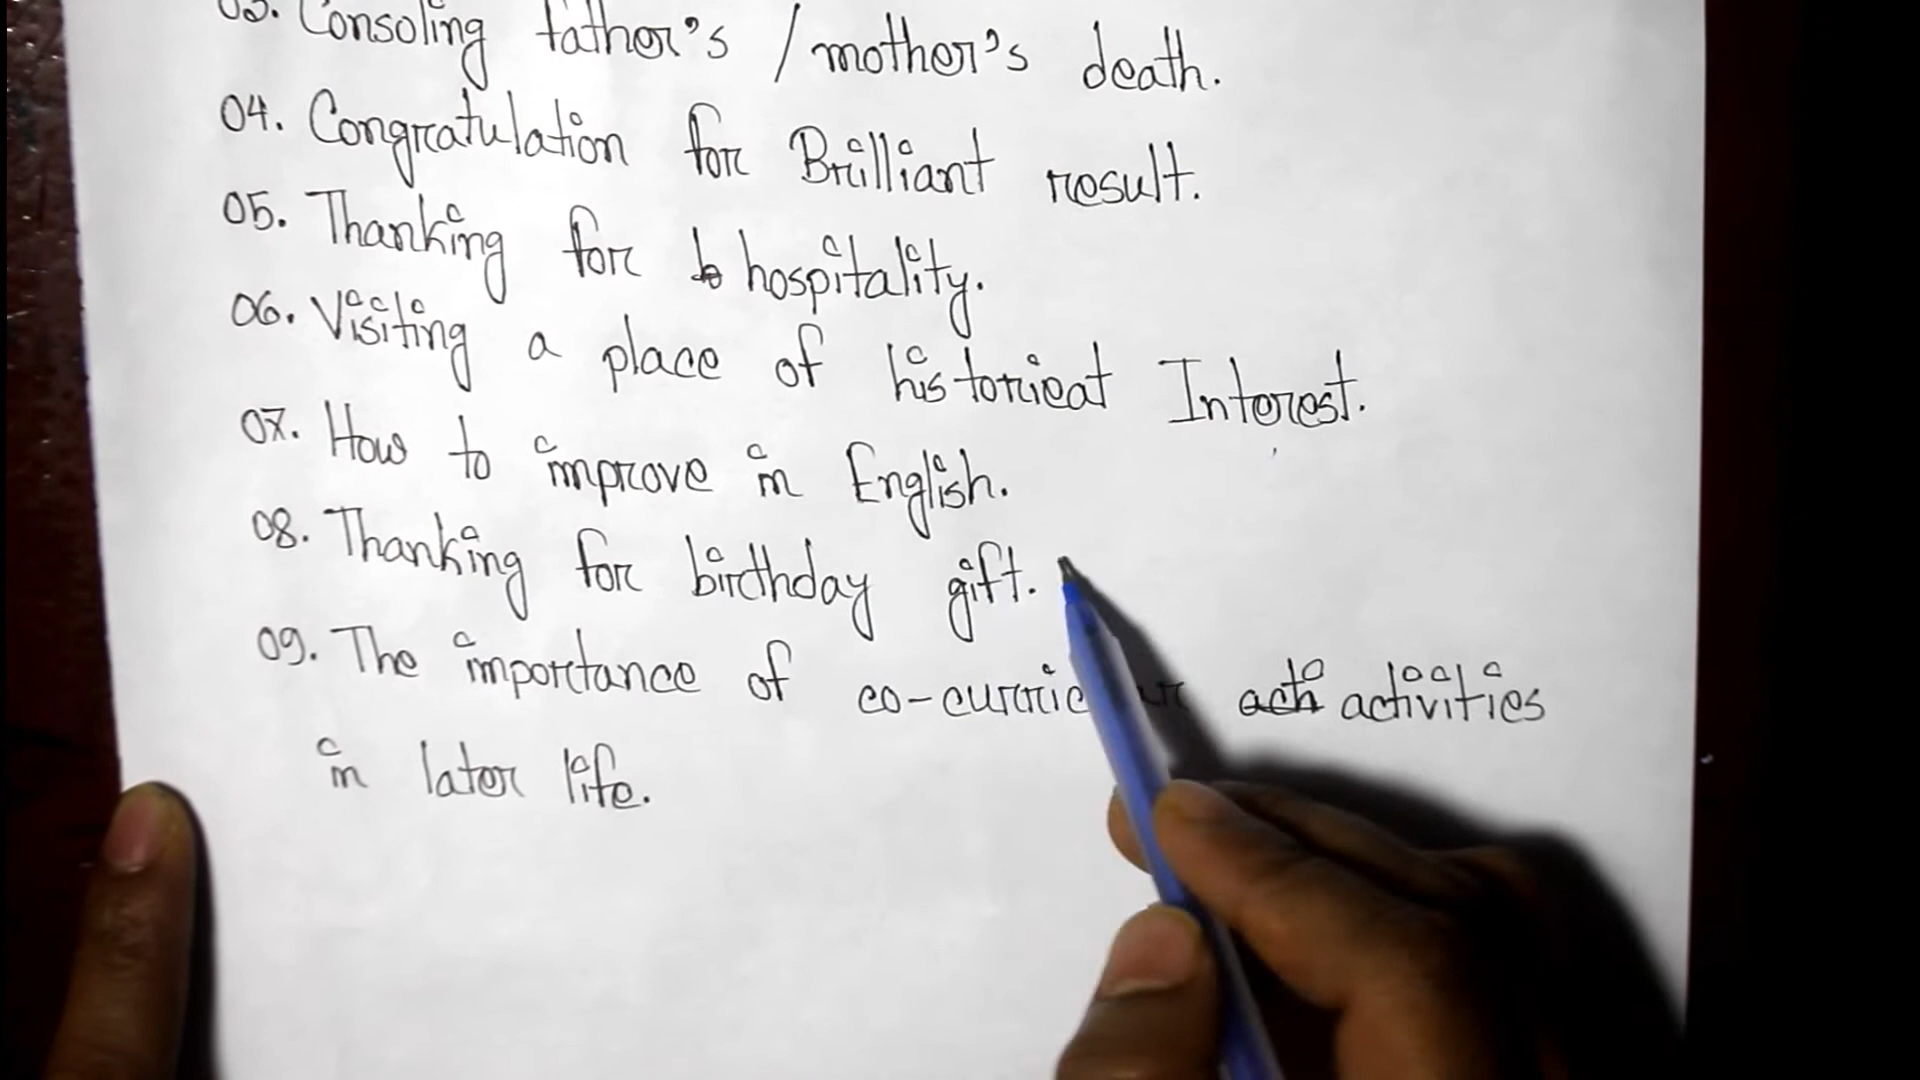 03. Consoling father's / mother's death.
04. Congratulation for Brilliant result.
05. Thanking for hospitality.
06. Visiting a place of historical Interest.
07. How to improve in English.
08. Thanking for birthday gift.
09. The importance of activities
in later life.